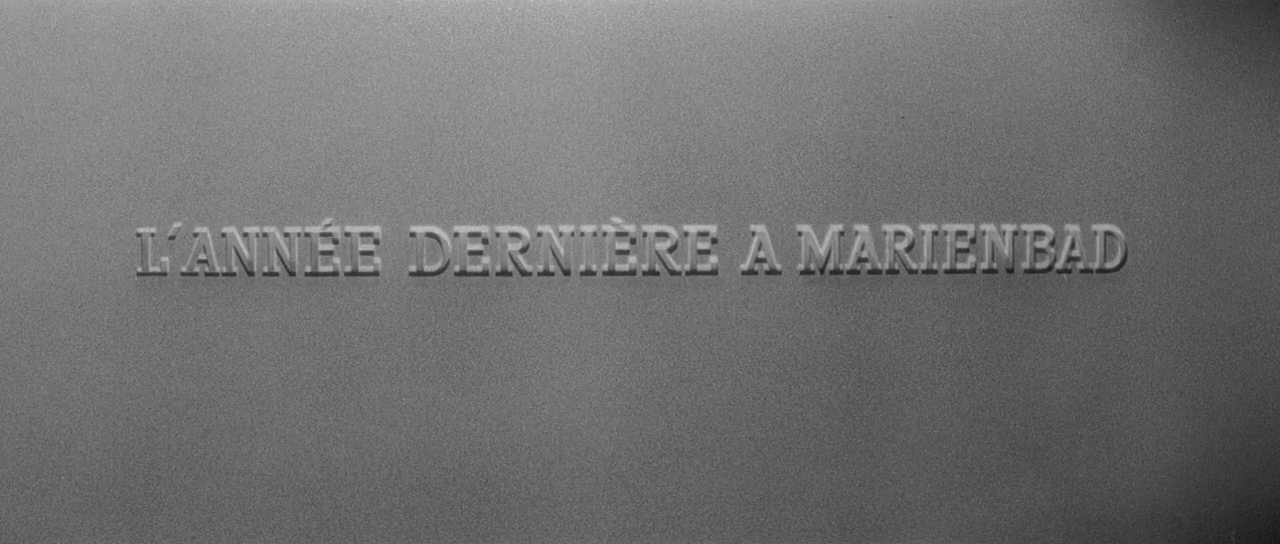 L'ANNÉE DERNIÈRE A MARIENBAD